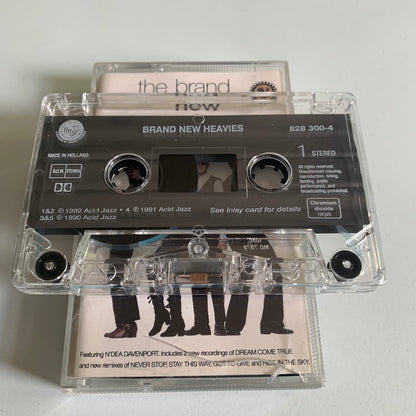 the brand
new
BRAND NEW HEAVIES
828 300-4
MADE IN HOLLAND
1 STEREO
All rights reserved.
Unauthorised copying,
reproduction, hiring,
lending, public
performance, and
broadcasting prohibited.
1&2 ℗ 1992 Acid Jazz • 4 ℗ 1991 Acid Jazz
3&5 ℗ 1990 Acid Jazz
See inlay card for details
Chromium
dioxide
Featuring N'DEA DAVENPORT. Includes 2 new recordings of DREAM COME TRUE
and new remixes of NEVER STOP, STAY THIS WAY, GOT TO GIVE and RIDE IN THE SKY.